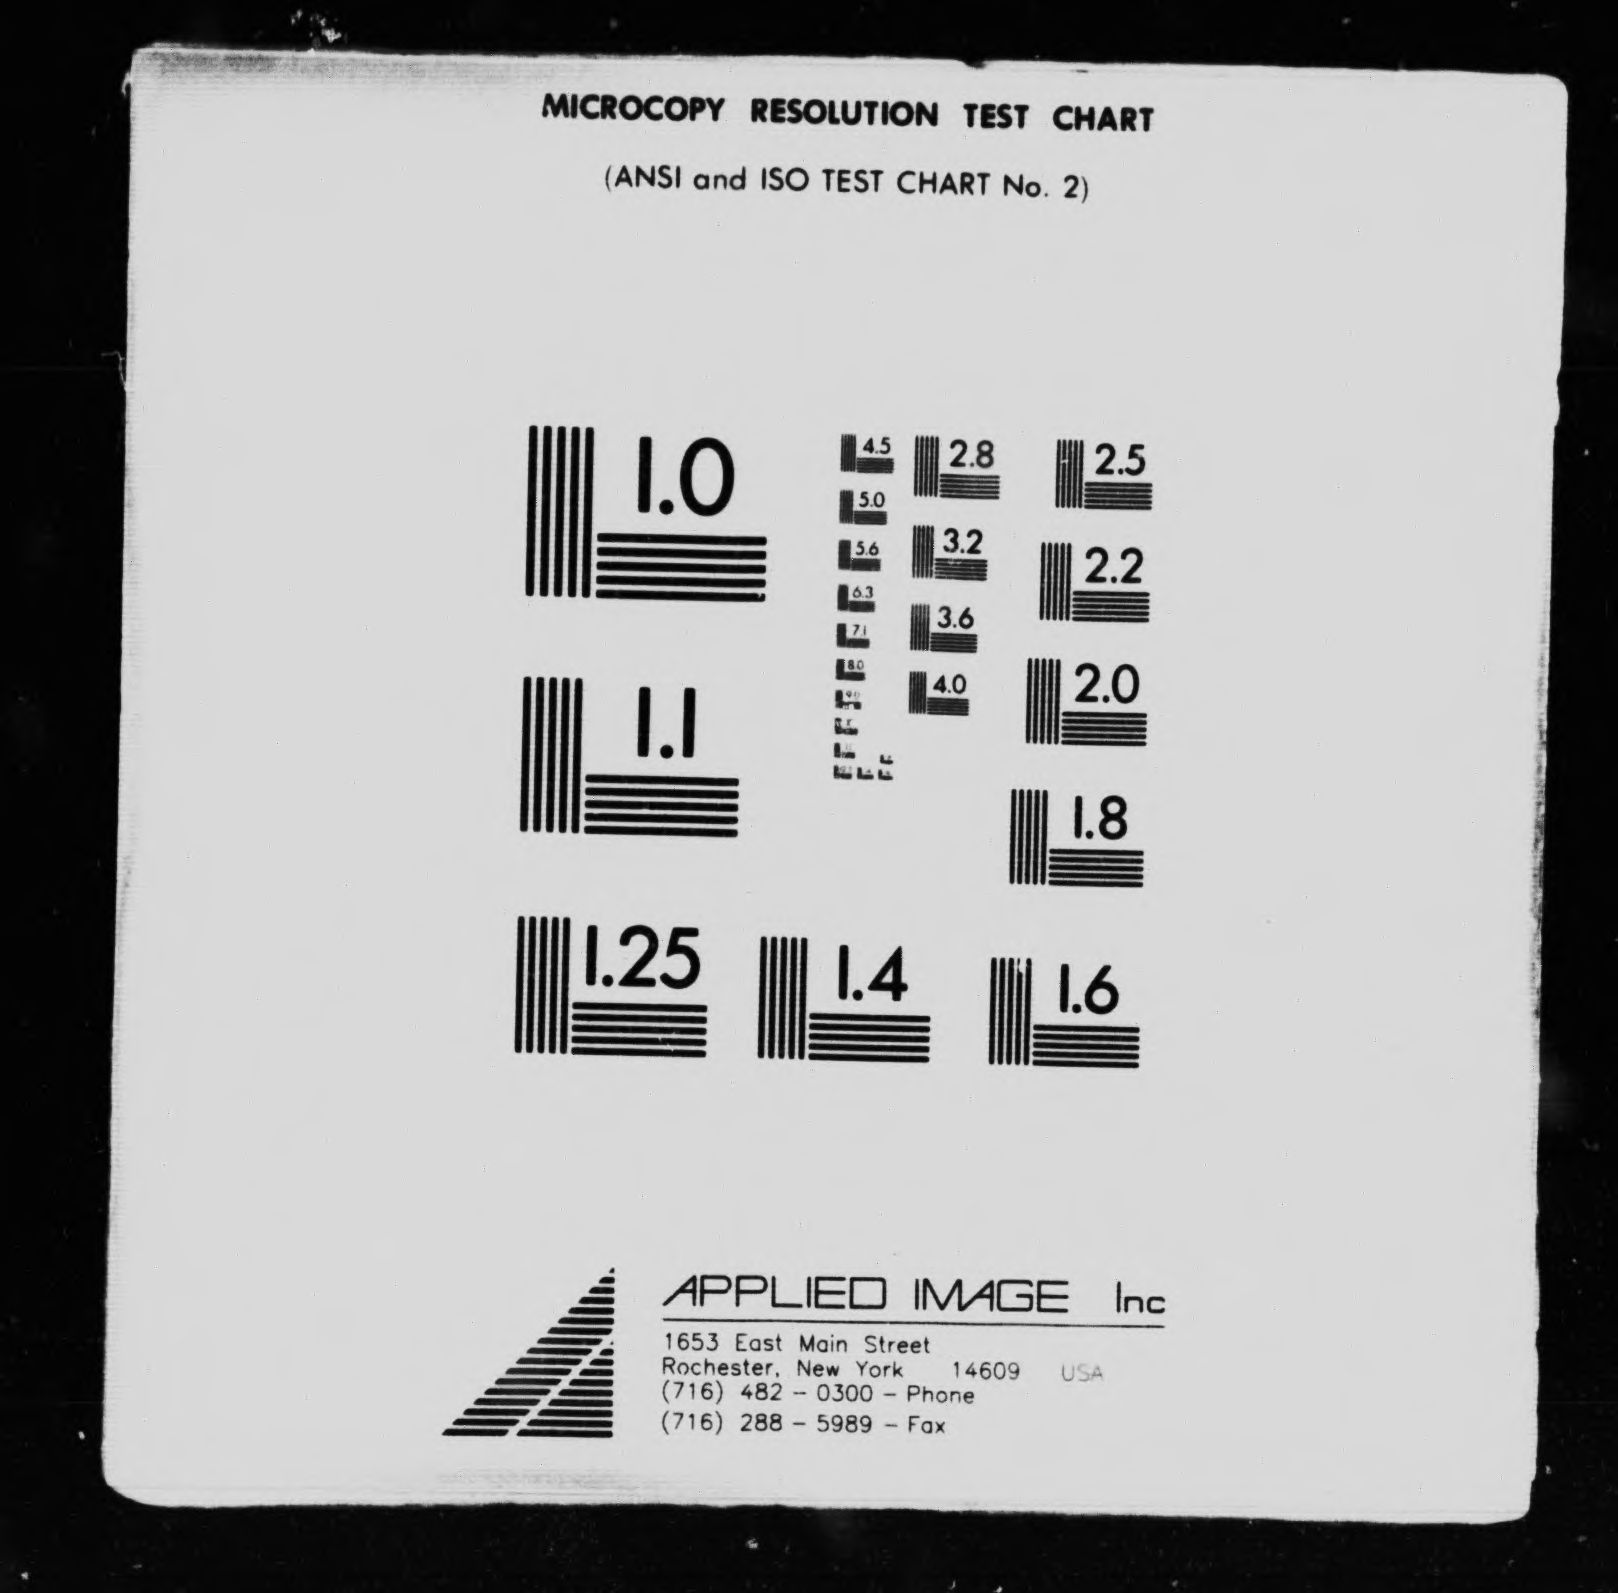 MICROCOPY RESOLUTION TEST CHART
(ANSI and ISO TEST CHART No. 2)
1.0
1.1
1.25
1.4
1.6
4.5
5.0
5.6
6.3
7.1
8.0
9.0
2.8
3.2
3.6
4.0
2.5
2.2
2.0
1.8
APPLIED IMAGE Inc
1653 East Main Street
Rochester, New York 14609 USA
(716) 482 - 0300 - Phone
(716) 288 - 5989 - Fax